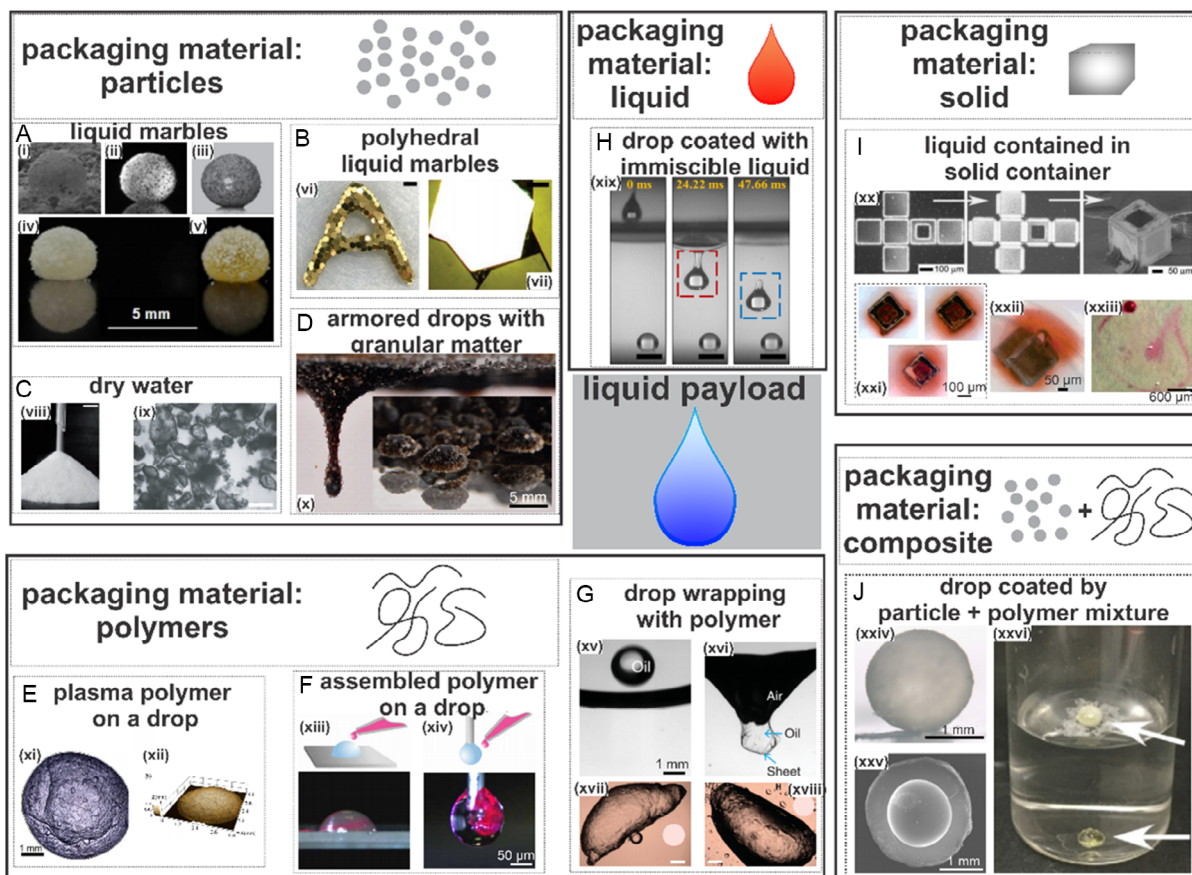 packaging material:
particles
A
liquid marbles
(i)
(ii)
(iii)
(iv)
(v)
5 mm
B
polyhedral
liquid marbles
(vi)
(vii)
C
dry water
(viii)
(ix)
D
armored drops with
granular matter
(x)
5 mm
packaging
material:
liquid
H
drop coated with
immiscible liquid
(xix)
0 ms
24.22 ms
47.66 ms
liquid payload
packaging
material:
solid
I
liquid contained in
solid container
(xx)
100 µm
50 µm
(xxi)
100 µm
(xxii)
50 µm
(xxiii)
600 µm
packaging material:
polymers
E
plasma polymer
on a drop
(xi)
1 mm
(xii)
F
assembled polymer
on a drop
(xiii)
(xiv)
50 µm
G
drop wrapping
with polymer
(xv)
Oil
1 mm
(xvi)
Air
Oil
Sheet
(xvii)
(xviii)
packaging
material:
composite
+
J
drop coated by
particle + polymer mixture
(xxiv)
1 mm
(xxv)
1 mm
(xxvi)